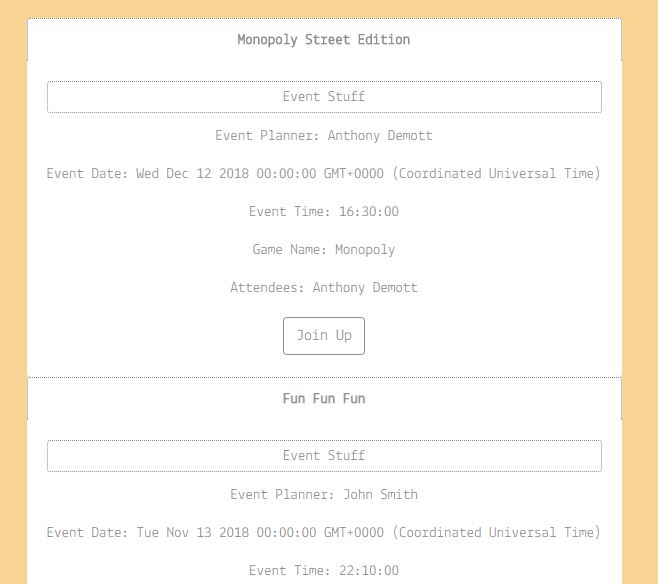 Monopoly Street Edition
Event Stuff
Event Planner: Anthony Demott
Event Date: Wed Dec 12 2018 00:00:00 GMT+0000 (Coordinated Universal Time)
Event Time: 16:30:00
Game Name: Monopoly
Attendees: Anthony Demott
Join Up
Fun Fun Fun
Event Stuff
Event Planner: John Smith
Event Date: Tue Nov 13 2018 00:00:00 GMT+0000 (Coordinated Universal Time)
Event Time: 22:10:00